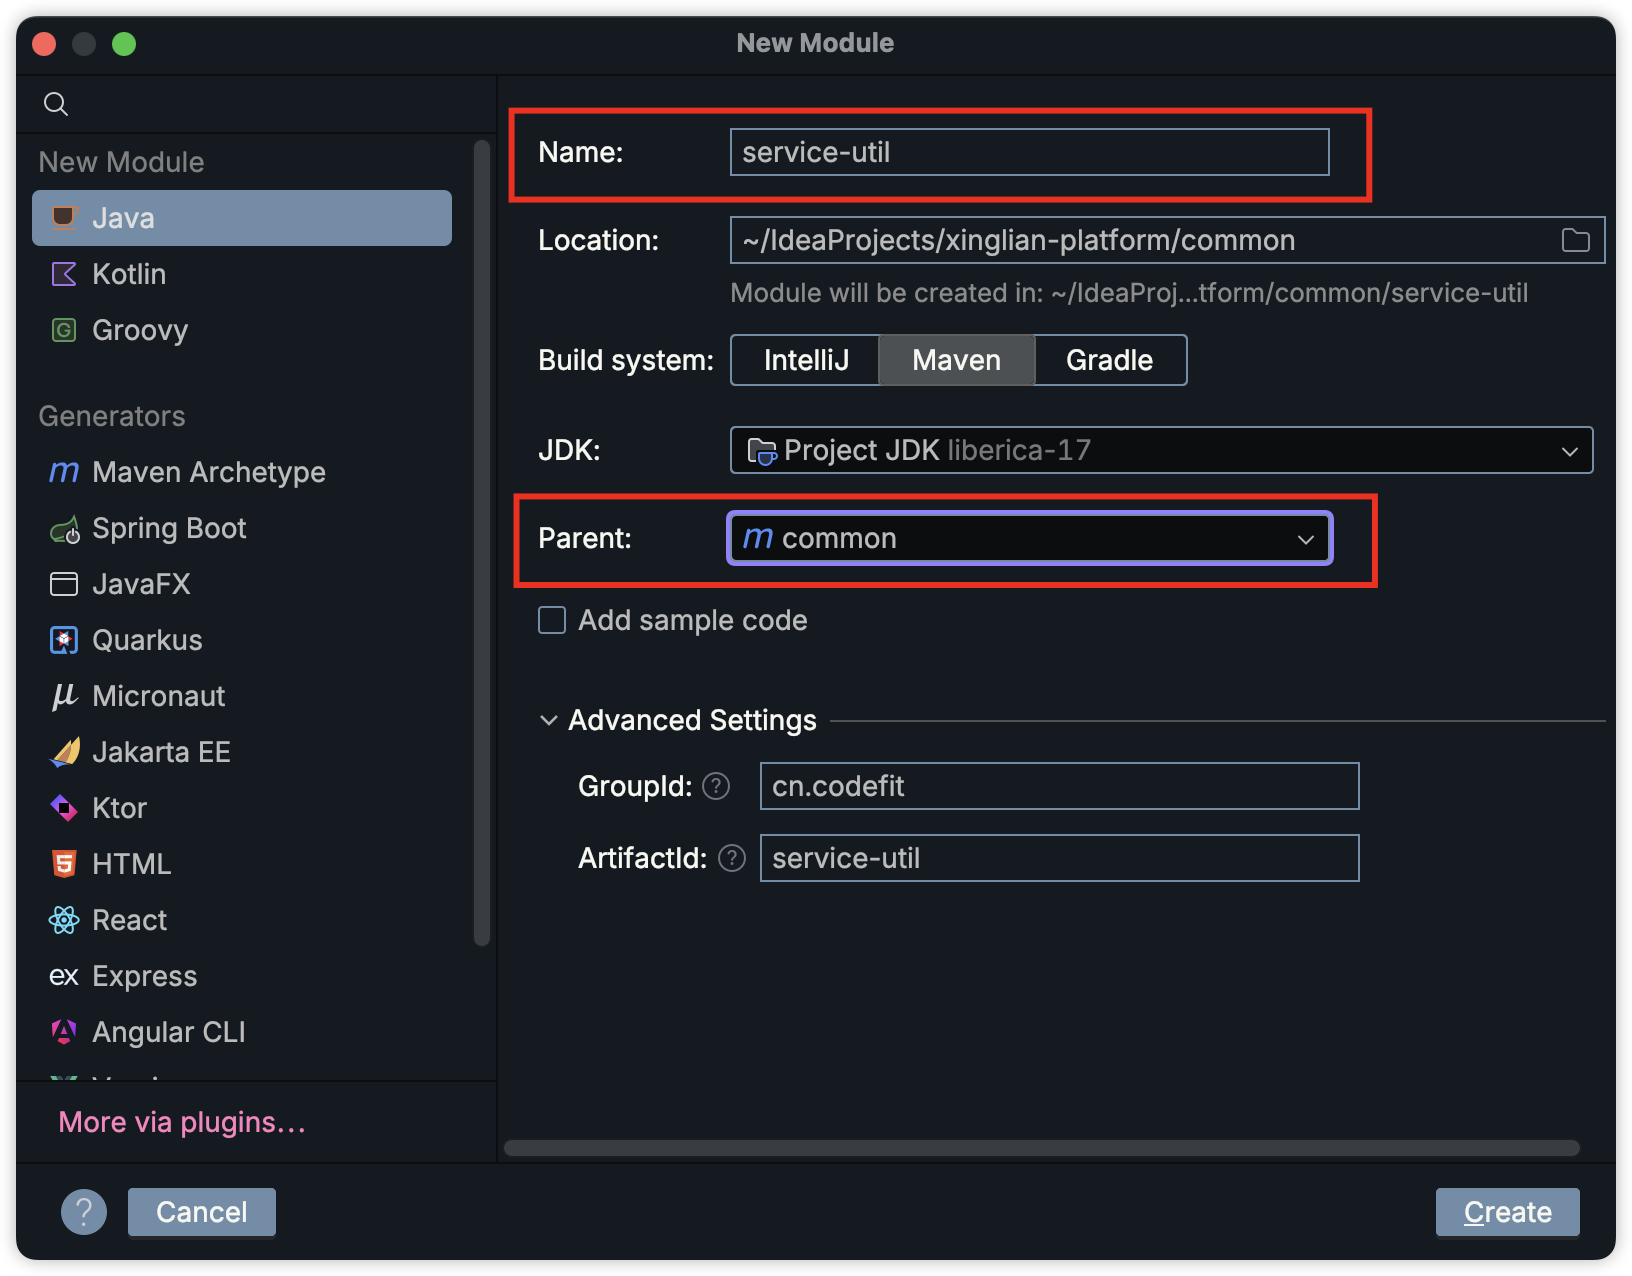 New Module
New Module
Java
Kotlin
Groovy
Generators
Maven Archetype
Spring Boot
JavaFX
Quarkus
Micronaut
Jakarta EE
Ktor
HTML
React
Express
Angular CLI
More via plugins...
Name: service-util
Location: ~/IdeaProjects/xinglian-platform/common
Module will be created in: ~/IdeaProj...tform/common/service-util
Build system: IntelliJ Maven Gradle
JDK: Project JDK liberica-17
Parent: common
Add sample code
Advanced Settings
GroupId: ? cn.codefit
ArtifactId: ? service-util
? Cancel Create